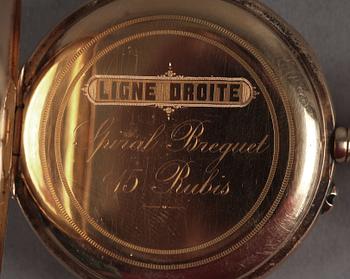 LIGNE DROITE
Spiral Breguet
15 Rubis